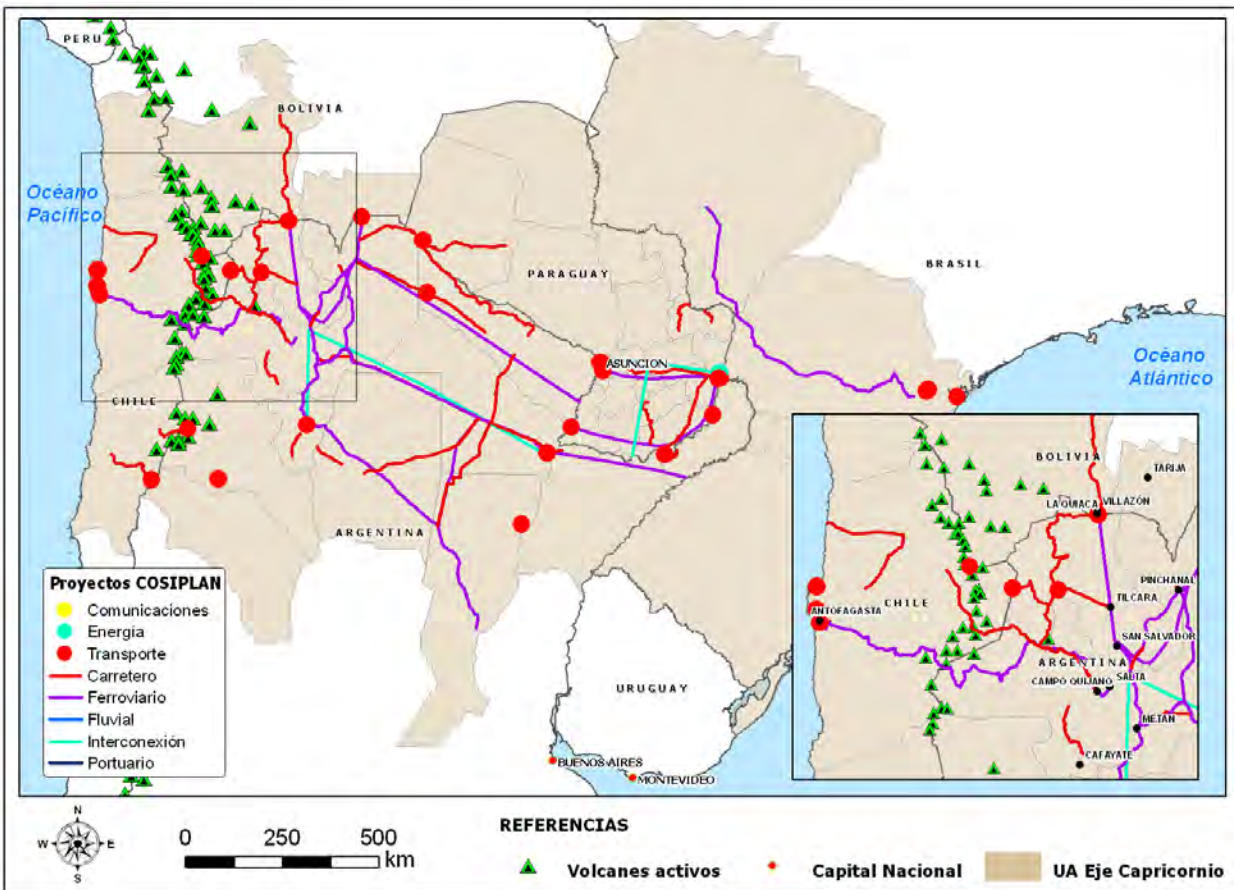 PERU
BOLIVIA
Océano
Pacífico
PARAGUAY
BRASIL
ASUNCION
Océano
Atlántico
CHILE
ARGENTINA
URUGUAY
BUENOS AIRES
MONTEVIDEO
BOLIVIA
TARIJA
LA QUIACA
VILLAZÓN
PINCHANAL
CHILE
TILCARA
ANTOFAGASTA
SAN SALVADOR
ARGENTINA
CAMPO QUIJANO
SALTA
METÁN
CAFAYATE
Proyectos COSIPLAN
Comunicaciones
Energía
Transporte
Carretero
Ferroviario
Fluvial
Interconexión
Portuario
N
W
E
S
0 250 500
km
REFERENCIAS
Volcanes activos
Capital Nacional
UA Eje Capricornio